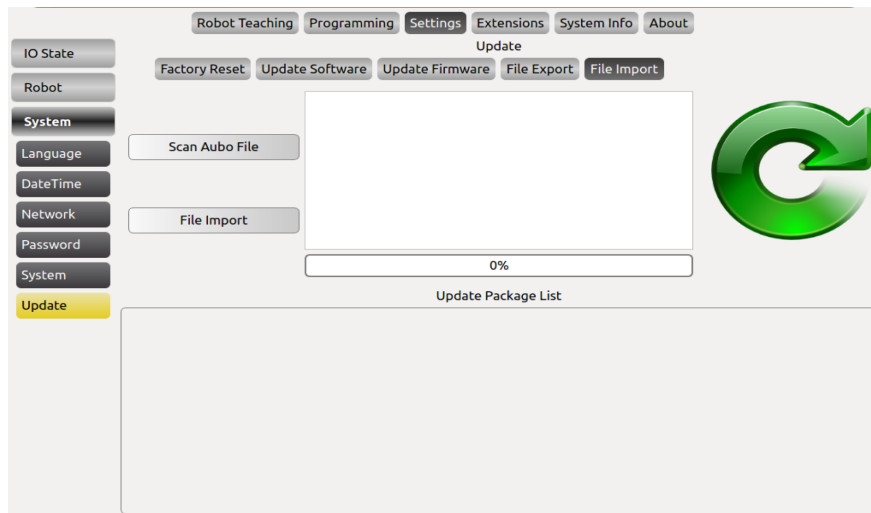 Robot Teaching Programming Settings Extensions System Info About
Update
Factory Reset Update Software Update Firmware File Export File Import
IO State
Robot
System
Language
DateTime
Network
Password
System
Update
Scan Aubo File
File Import
0%
Update Package List